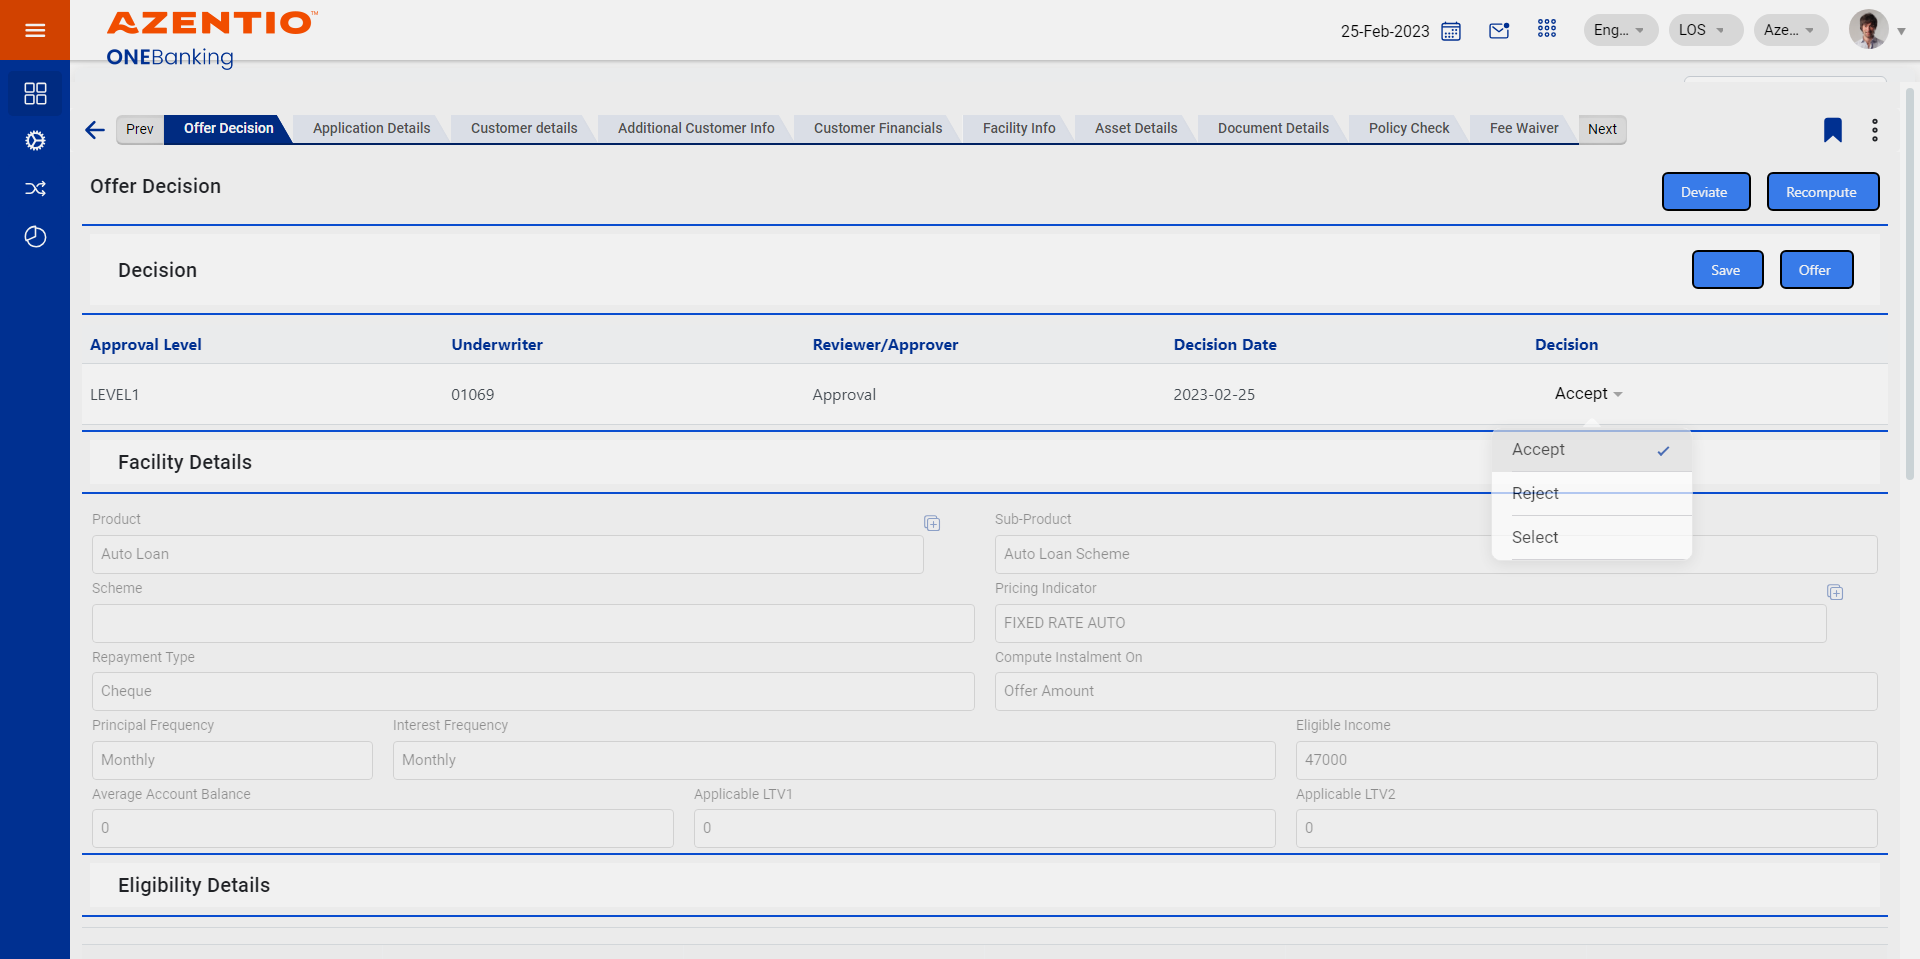 AZENTIO™
ONEBanking
25-Feb-2023
Eng...
LOS
Aze...
Prev
Offer Decision
Application Details
Customer details
Additional Customer Info
Customer Financials
Facility Info
Asset Details
Document Details
Policy Check
Fee Waiver
Next
Offer Decision
Deviate
Recompute
Decision
Save
Offer
Approval Level
Underwriter
Reviewer/Approver
Decision Date
Decision
LEVEL1
01069
Approval
2023-02-25
Accept
Accept
Reject
Select
Facility Details
Product
Sub-Product
Auto Loan
Auto Loan Scheme
Scheme
Pricing Indicator
FIXED RATE AUTO
Repayment Type
Compute Instalment On
Cheque
Offer Amount
Principal Frequency
Interest Frequency
Eligible Income
Monthly
Monthly
47000
Average Account Balance
Applicable LTV1
Applicable LTV2
0
0
0
Eligibility Details